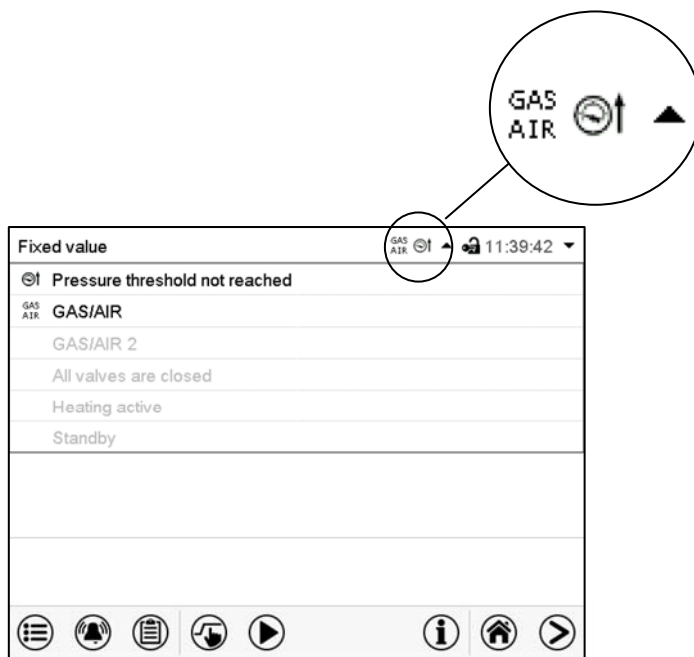 GAS
AIR
Fixed value GAS AIR 11:39:42
Pressure threshold not reached
GAS AIR GAS/AIR
GAS/AIR 2
All valves are closed
Heating active
Standby